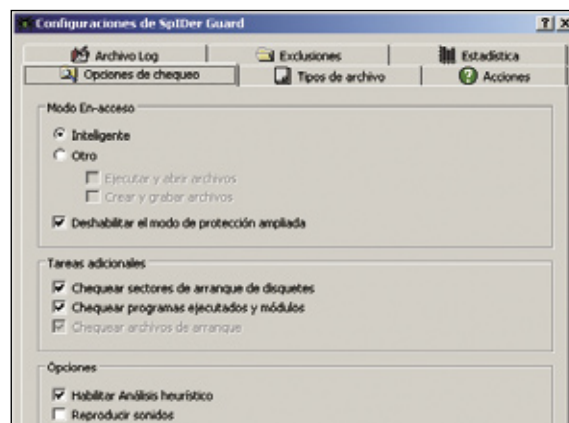 Configuraciones de SpIDer Guard
Archivo Log
Exclusiones
Estadística
Opciones de chequeo
Tipos de archivo
Acciones
Modo En-acceso
Inteligente
Otro
Ejecutar y abrir archivos
Crear y grabar archivos
Deshabilitar el modo de protección ampliada
Tareas adicionales
Chequear sectores de arranque de disquetes
Chequear programas ejecutados y módulos
Chequear archivos de arranque
Opciones
Habilitar Análisis heurístico
Reproducir sonidos